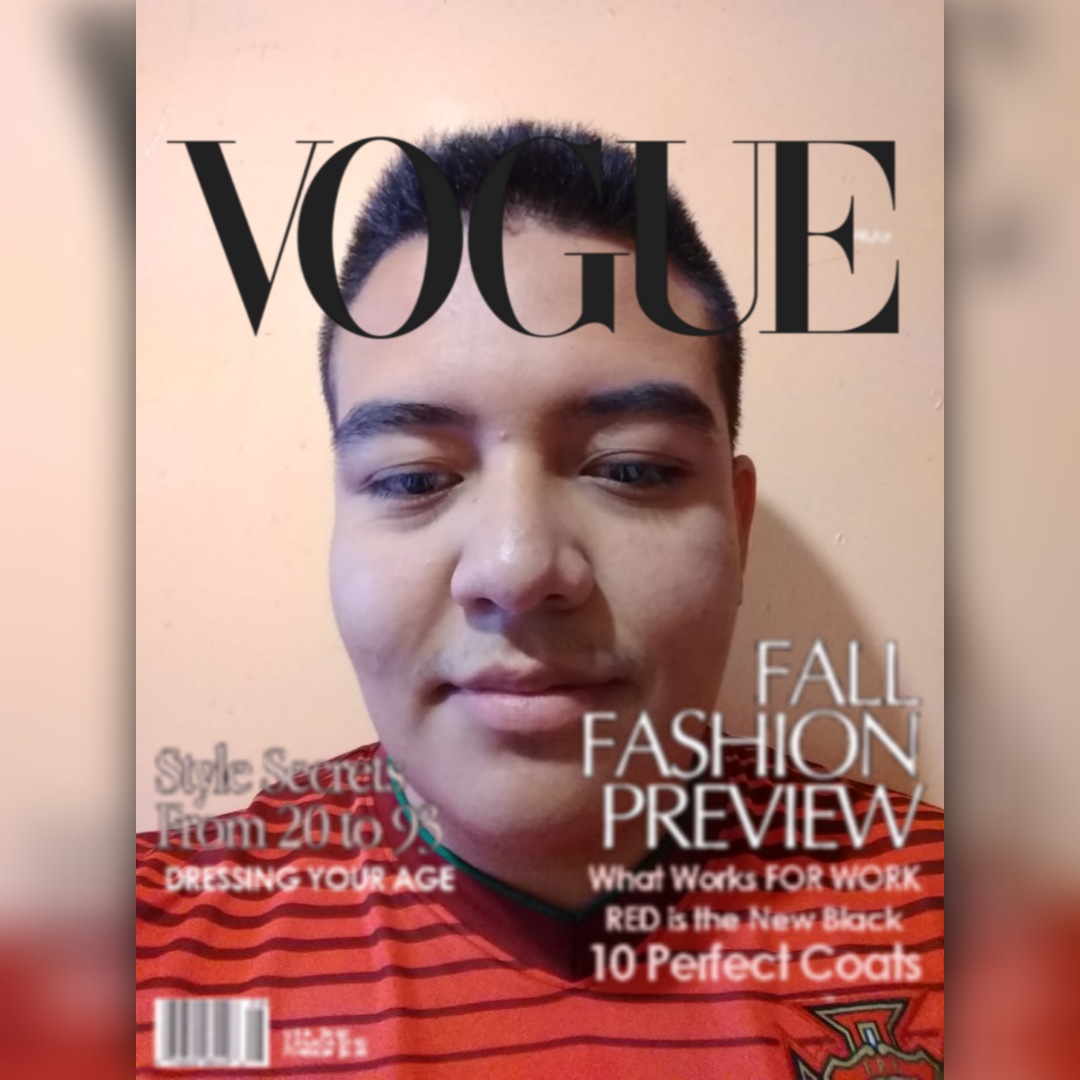 VOGUE
Style Secrets
From 20 to 93
DRESSING YOUR AGE
FALL
FASHION
PREVIEW
What Works FOR WORK
RED is the New Black
10 Perfect Coats